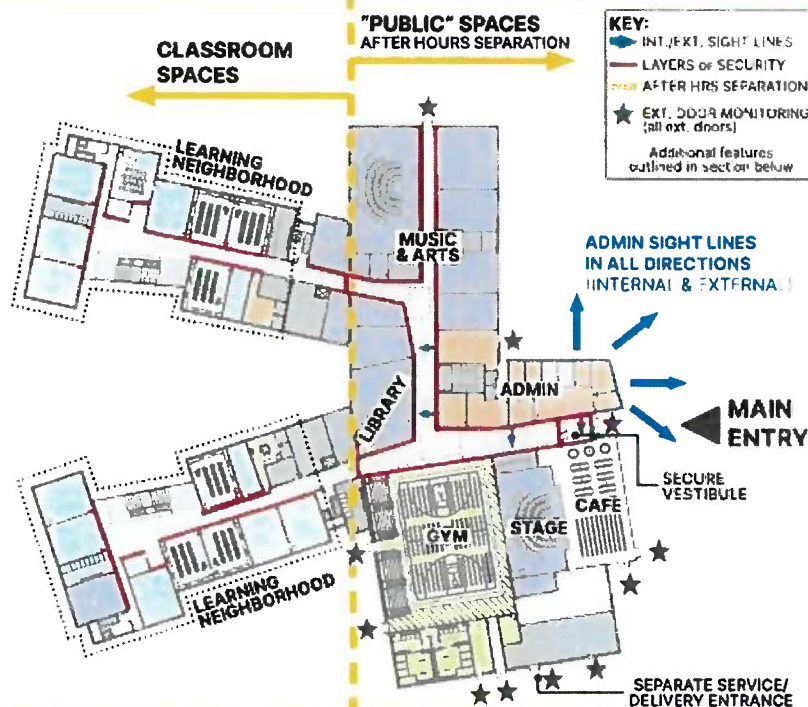 CLASSROOM
SPACES
"PUBLIC" SPACES
AFTER HOURS SEPARATION
KEY:
INT./EXT. SIGHT LINES
LAYERS OF SECURITY
AFTER HRS SEPARATION
EXT. DOOR MONITORING
(all ext. doors)
Additional features
outlined in section below
LEARNING
NEIGHBORHOOD
MUSIC
& ARTS
ADMIN SIGHT LINES
IN ALL DIRECTIONS
(INTERNAL & EXTERNAL
ADMIN
LIBRARY
MAIN
ENTRY
SECURE
VESTIBULE
CAFE
STAGE
GYM
LEARNING
NEIGHBORHOOD
SEPARATE SERVICE/
DELIVERY ENTRANCE